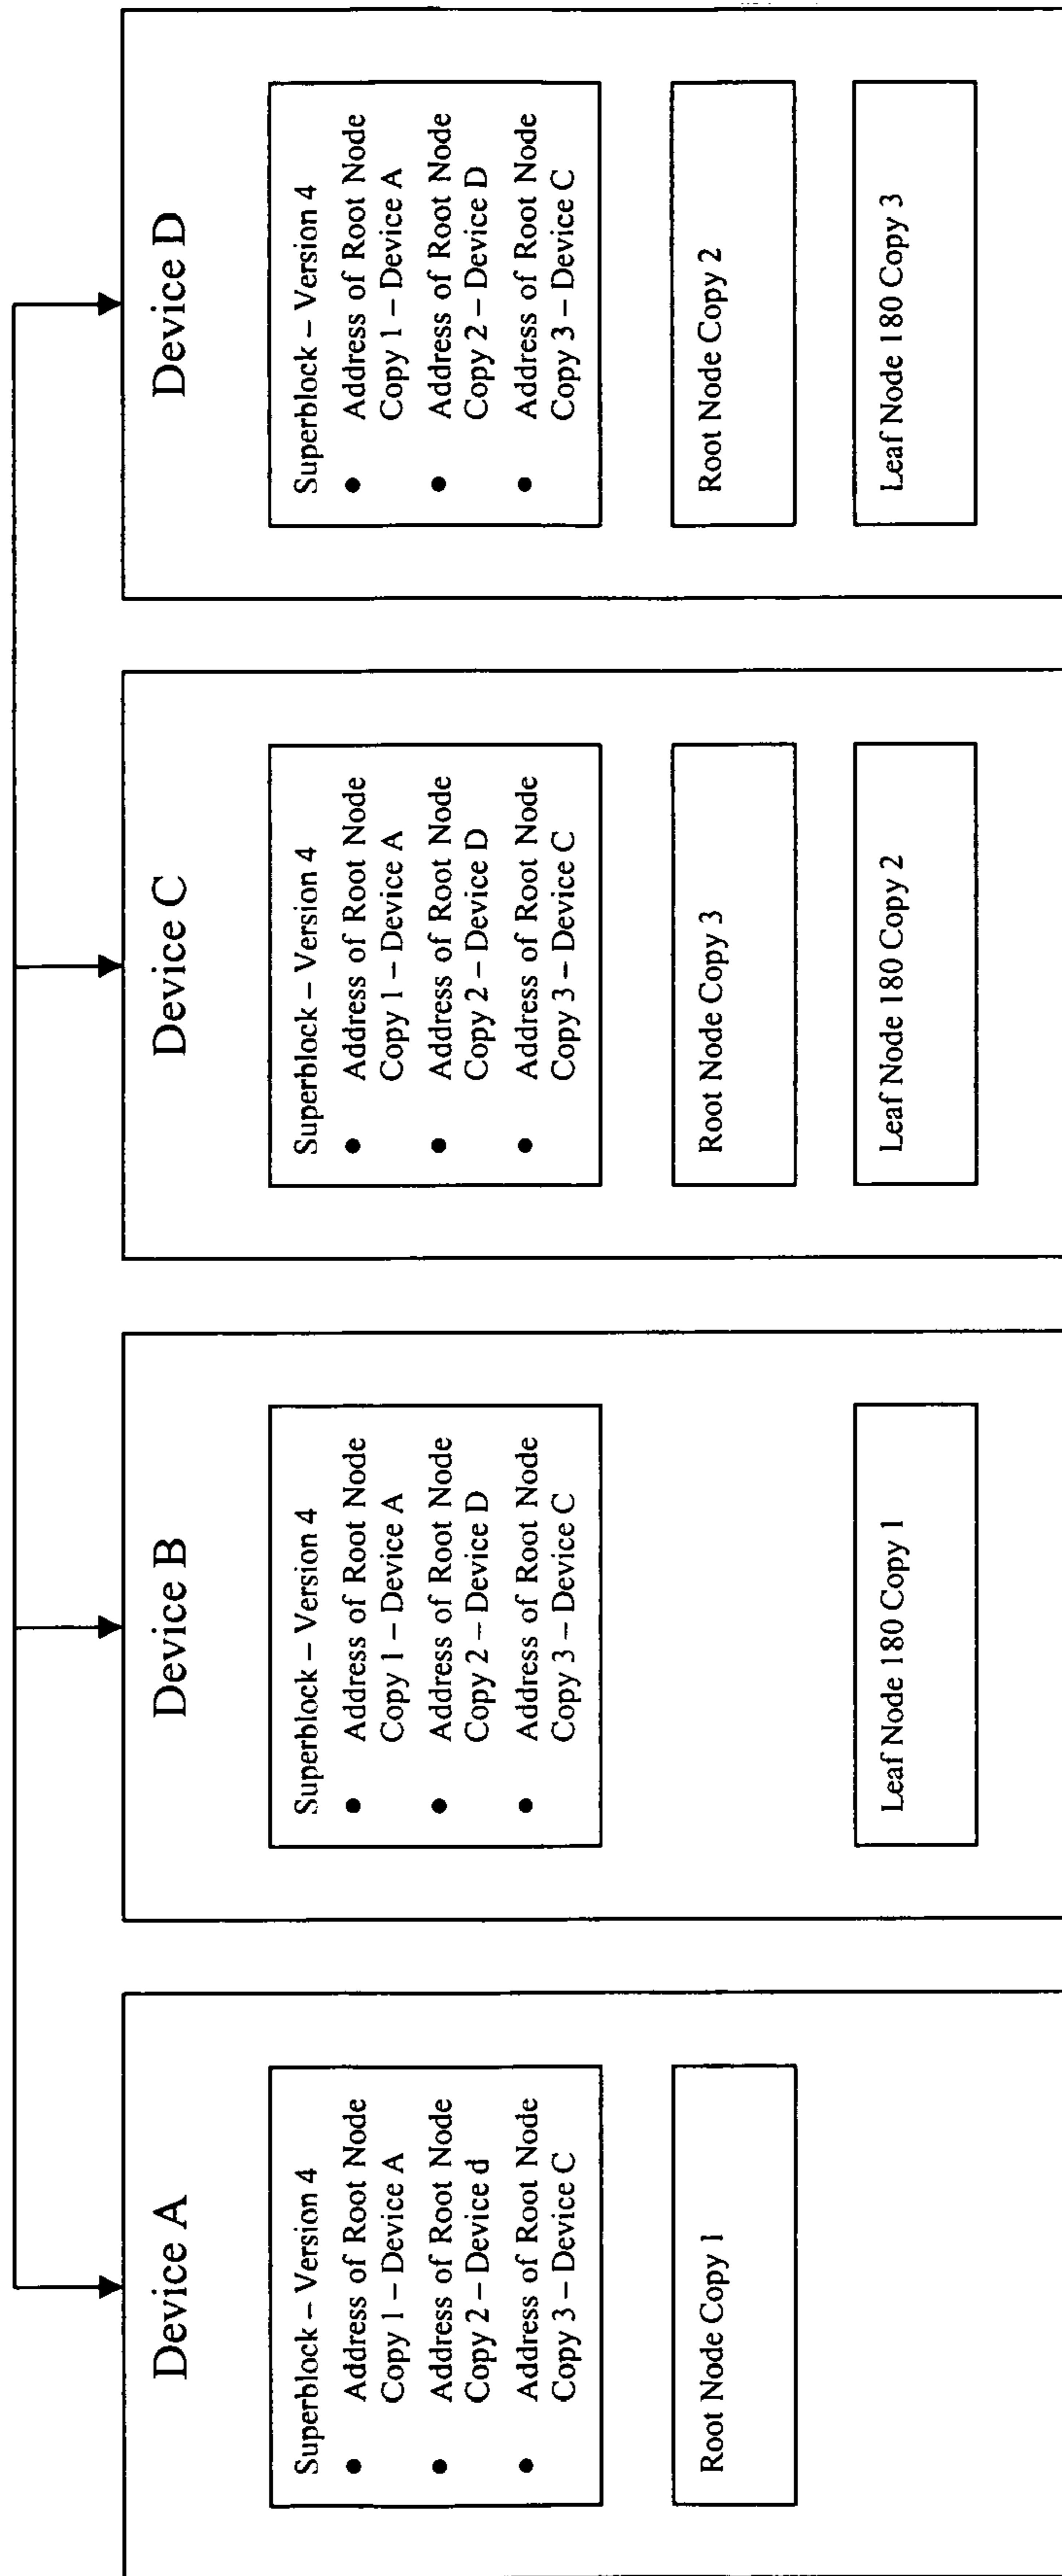 Device A
Superblock – Version 4
● Address of Root Node
Copy 1 – Device A
● Address of Root Node
Copy 2 – Device d
● Address of Root Node
Copy 3 – Device C
Root Node Copy 1
Device B
Superblock – Version 4
● Address of Root Node
Copy 1 – Device A
● Address of Root Node
Copy 2 – Device D
● Address of Root Node
Copy 3 – Device C
Leaf Node 180 Copy 1
Device C
Superblock – Version 4
● Address of Root Node
Copy 1 – Device A
● Address of Root Node
Copy 2 – Device D
● Address of Root Node
Copy 3 – Device C
Root Node Copy 3
Leaf Node 180 Copy 2
Device D
Superblock – Version 4
● Address of Root Node
Copy 1 – Device A
● Address of Root Node
Copy 2 – Device D
● Address of Root Node
Copy 3 – Device C
Root Node Copy 2
Leaf Node 180 Copy 3